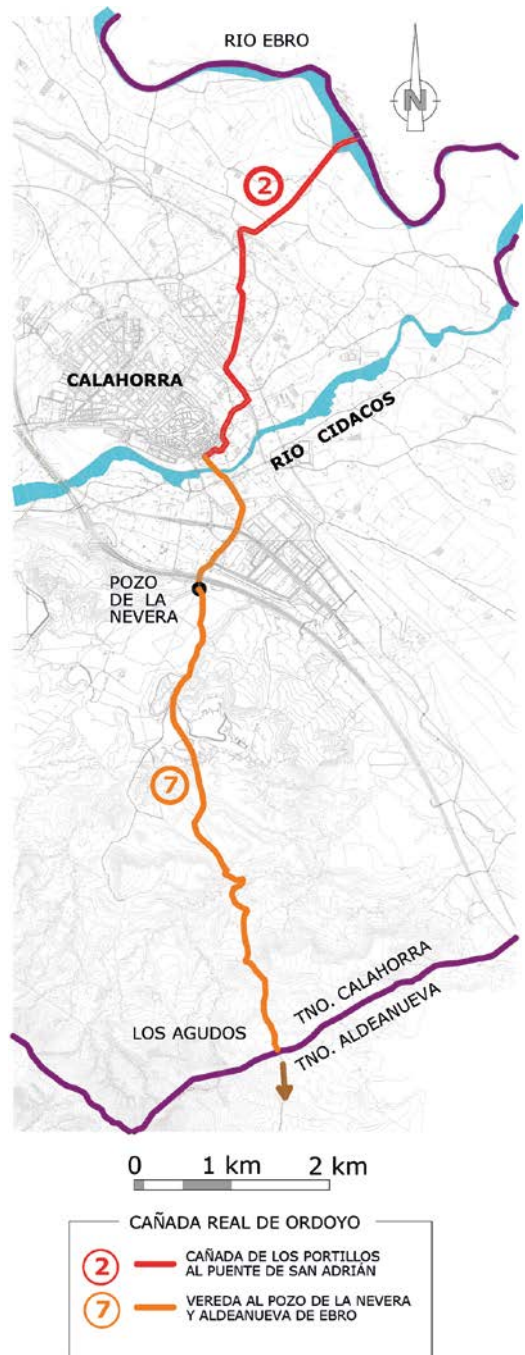 RIO EBRO
N
2
CALAHORRA
RIO CIDACOS
POZO
DE LA
NEVERA
7
TNO. CALAHORRA
LOS AGUDOS
TNO. ALDEANUEVA
0 1 km 2 km
CAÑADA REAL DE ORDOYO
2 CAÑADA DE LOS PORTILLOS
AL PUENTE DE SAN ADRIÁN
7 VEREDA AL POZO DE LA NEVERA
Y ALDEANUEVA DE EBRO